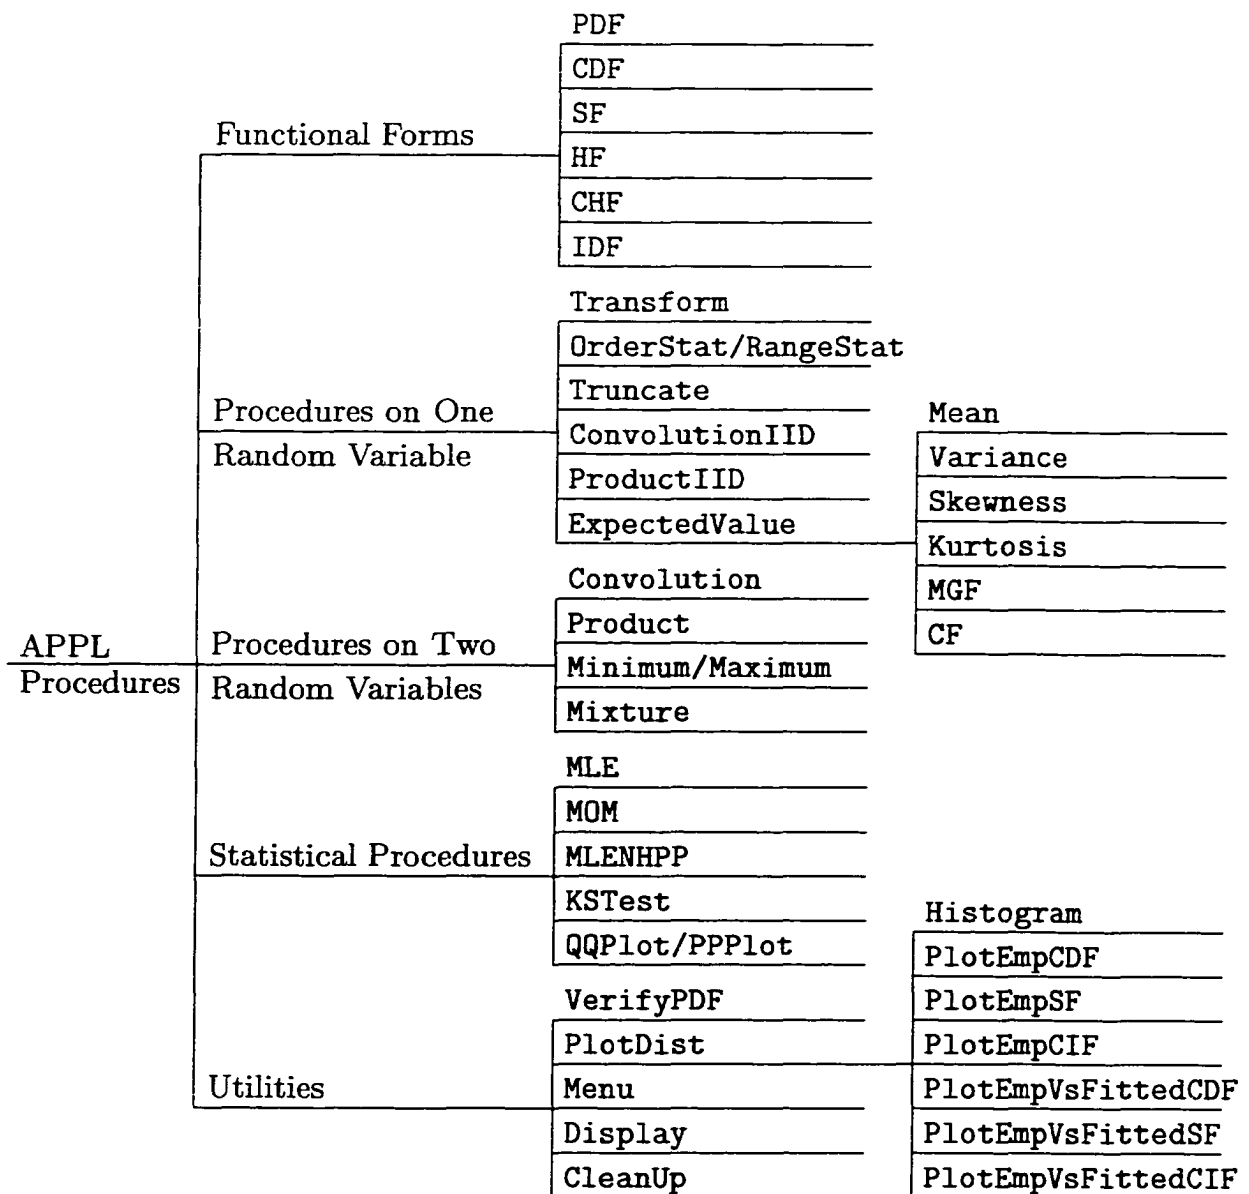 PDF
CDF
SF
Functional Forms
HF
CHF
IDF
Transform
OrderStat/RangeStat
Truncate
Procedures on One
Random Variable
ConvolutionIID
ProductIID
ExpectedValue
Mean
Variance
Skewness
Kurtosis
MGF
CF
Convolution
Product
APPL
Procedures
Procedures on Two
Random Variables
Minimum/Maximum
Mixture
MLE
MOM
Statistical Procedures
MLENHPP
KSTest
QQPlot/PPPlot
VerifyPDF
PlotDist
Utilities
Menu
Display
CleanUp
Histogram
PlotEmpCDF
PlotEmpSF
PlotEmpCIF
PlotEmpVsFittedCDF
PlotEmpVsFittedSF
PlotEmpVsFittedCIF